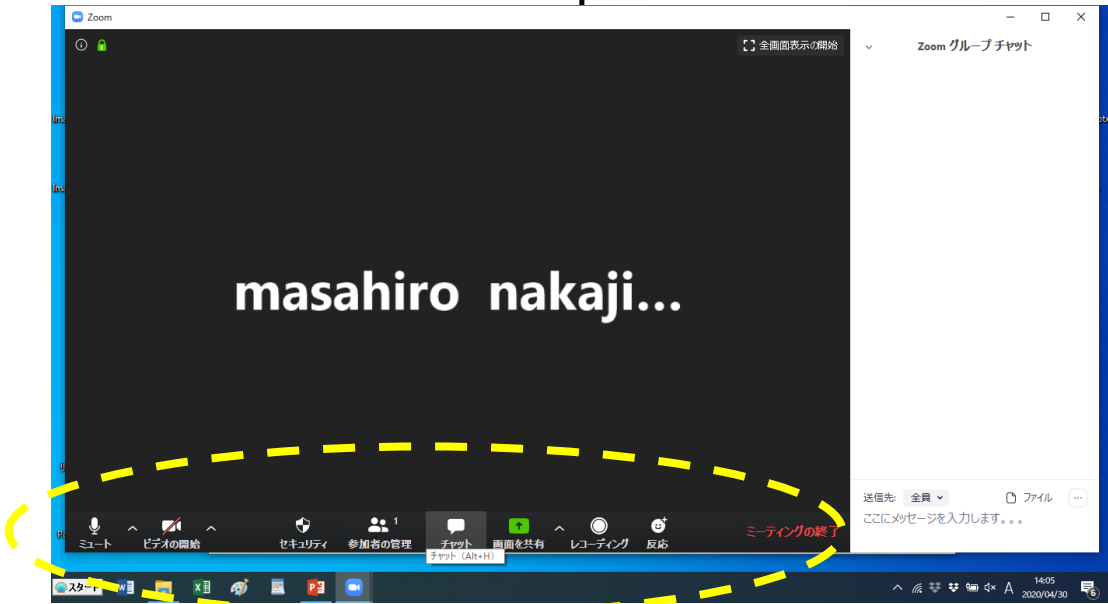 Zoom
全画面表示の開始
Zoom グループ チャット
masahiro nakaji...
送信先: 全員
ファイル
ここにメッセージを入力します。。。
ミュート
ビデオの開始
セキュリティ
参加者の管理
1
チャット
画面を共有
レコーディング
反応
ミーティングの終了
チャット (Alt+H)
スタート
A
14:05
2020/04/30
6